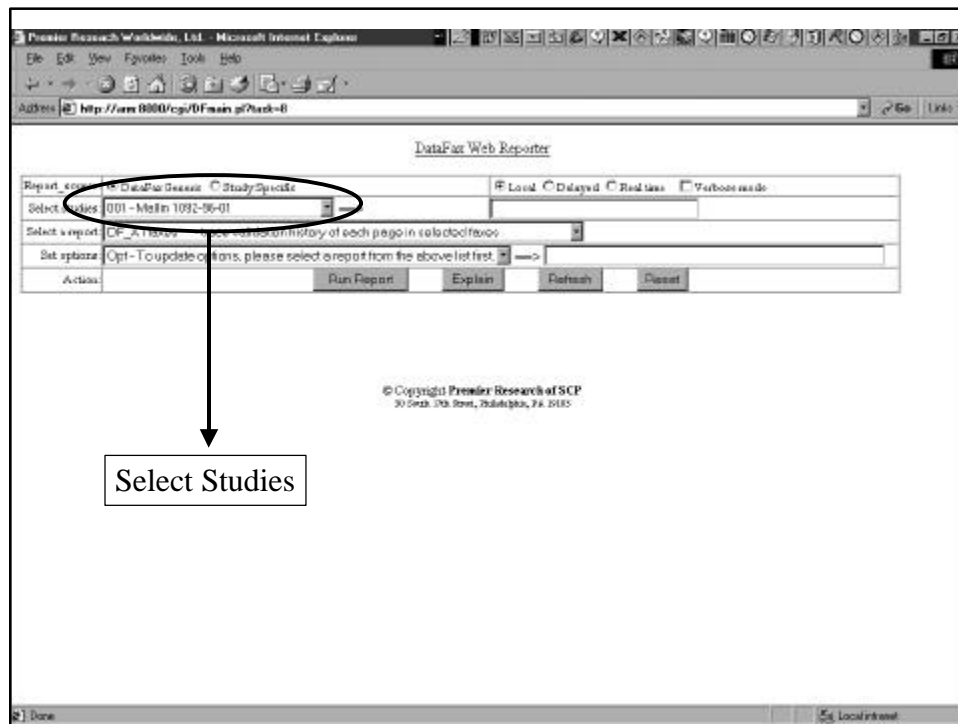 Premier Research Worldwide, Ltd. - Microsoft Internet Explorer
File Edit View Favorites Tools Help
Address http://arm:8000/cgi/DFmain.pl?task=8 Go Links
DataFax Web Reporter
DataFax Generic Study Specific Local Delayed Real time Verbose mode
Select studies: 001 - Mellin 1092-96-01
Select a report: validation history of each page in selected faxes
Set options: Opt - To update options, please select a report from the above list first. ==>
Action: Run Report Explain Refresh Reset
© Copyright Premier Research of SCP
30 South 17th Street, Philadelphia, PA 19103
Select Studies
Done Local intranet